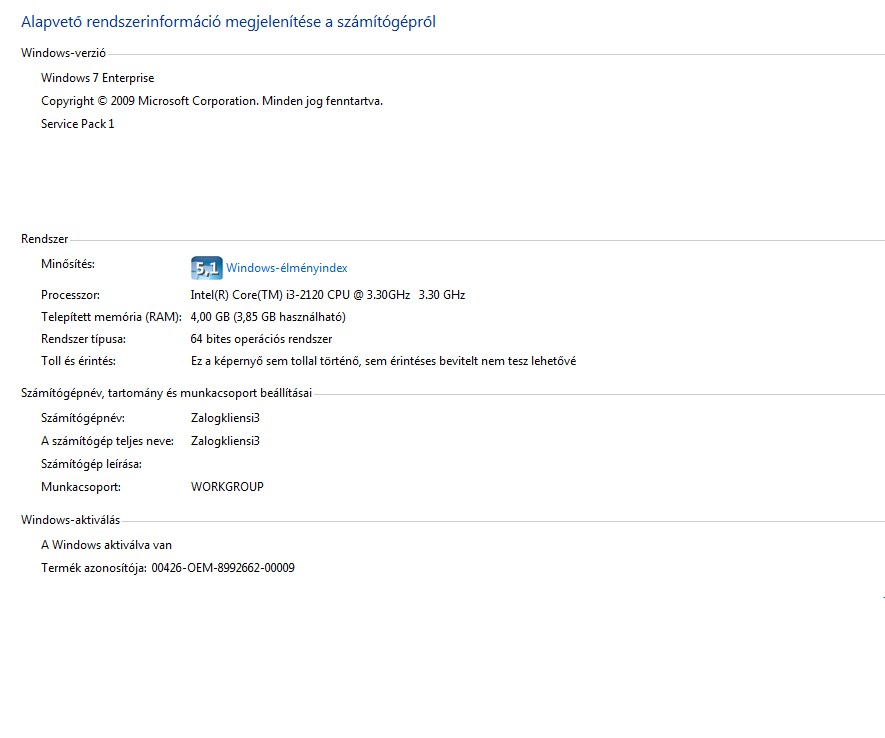 Alapvető rendszerinformáció megjelenítése a számítógépről
Windows-verzió
Windows 7 Enterprise
Copyright © 2009 Microsoft Corporation. Minden jog fenntartva.
Service Pack 1
Rendszer
Minősítés: 5,1 Windows-élményindex
Processzor: Intel(R) Core(TM) i3-2120 CPU @ 3.30GHz 3.30 GHz
Telepített memória (RAM): 4,00 GB (3,85 GB használható)
Rendszer típusa: 64 bites operációs rendszer
Toll és érintés: Ez a képernyő sem tollal történő, sem érintéses bevitelt nem tesz lehetővé
Számítógépnév, tartomány és munkacsoport beállításai
Számítógépnév: Zalogkliensi3
A számítógép teljes neve: Zalogkliensi3
Számítógép leírása:
Munkacsoport: WORKGROUP
Windows-aktiválás
A Windows aktiválva van
Termék azonosítója: 00426-OEM-8992662-00009